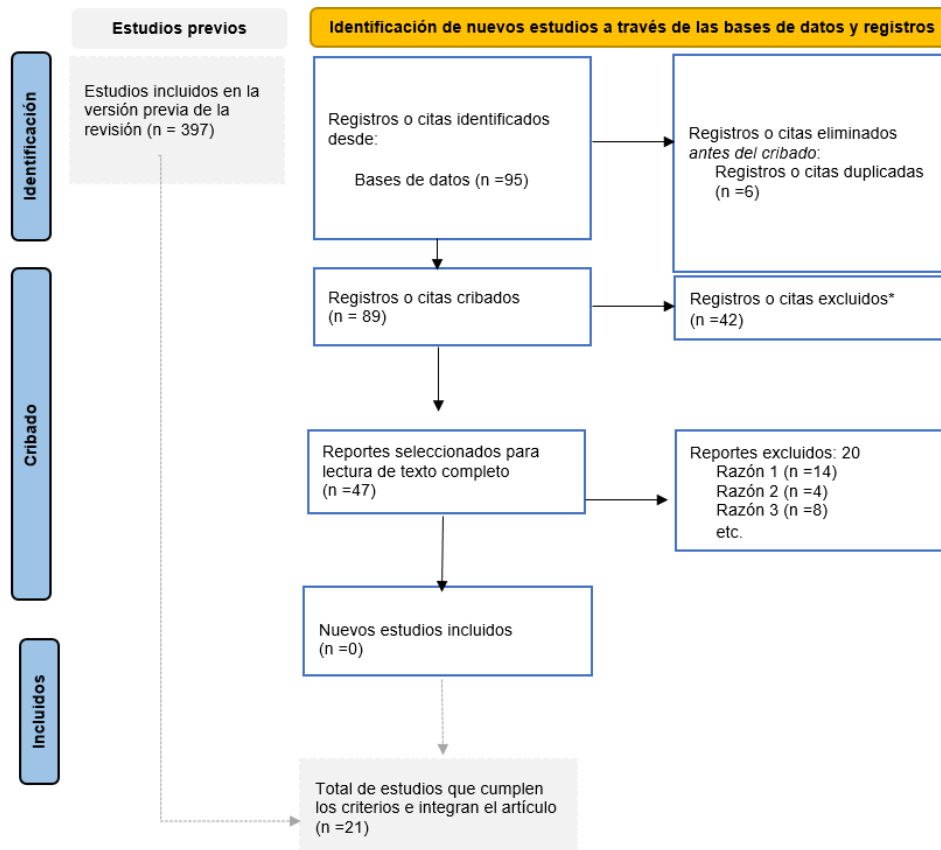 Estudios previos
Identificación de nuevos estudios a través de las bases de datos y registros
Identificación
Estudios incluidos en la
versión previa de la
revisión (n = 397)
Registros o citas identificados
desde:
Bases de datos (n =95)
Registros o citas eliminados
antes del cribado:
Registros o citas duplicadas
(n =6)
Cribado
Registros o citas cribados
(n = 89)
Registros o citas excluidos*
(n =42)
Reportes seleccionados para
lectura de texto completo
(n =47)
Reportes excluidos: 20
Razón 1 (n =14)
Razón 2 (n =4)
Razón 3 (n =8)
etc.
Incluidos
Nuevos estudios incluidos
(n =0)
Total de estudios que cumplen
los criterios e integran el artículo
(n =21)